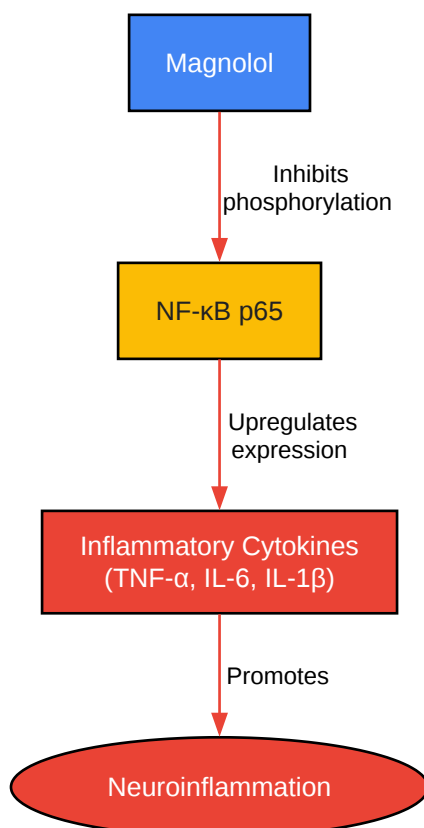 Magnolol
Inhibits
phosphorylation
NF-κB p65
Upregulates
expression
Inflammatory Cytokines
(TNF-α, IL-6, IL-1β)
Promotes
Neuroinflammation